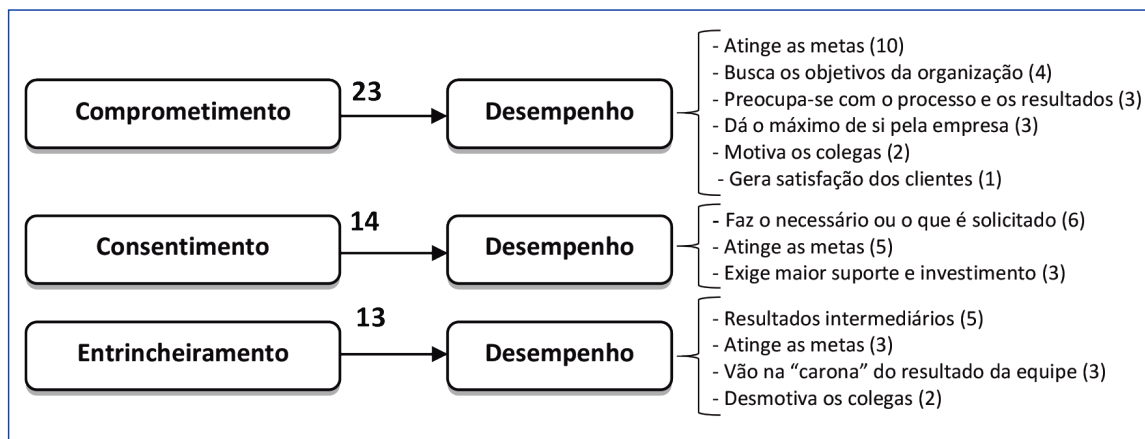 Comprometimento
23
Desempenho
- Atinge as metas (10)
- Busca os objetivos da organização (4)
- Preocupa-se com o processo e os resultados (3)
- Dá o máximo de si pela empresa (3)
- Motiva os colegas (2)
- Gera satisfação dos clientes (1)
Consentimento
14
Desempenho
- Faz o necessário ou o que é solicitado (6)
- Atinge as metas (5)
- Exige maior suporte e investimento (3)
Entrincheiramento
13
Desempenho
- Resultados intermediários (5)
- Atinge as metas (3)
- Vão na “carona” do resultado da equipe (3)
- Desmotiva os colegas (2)